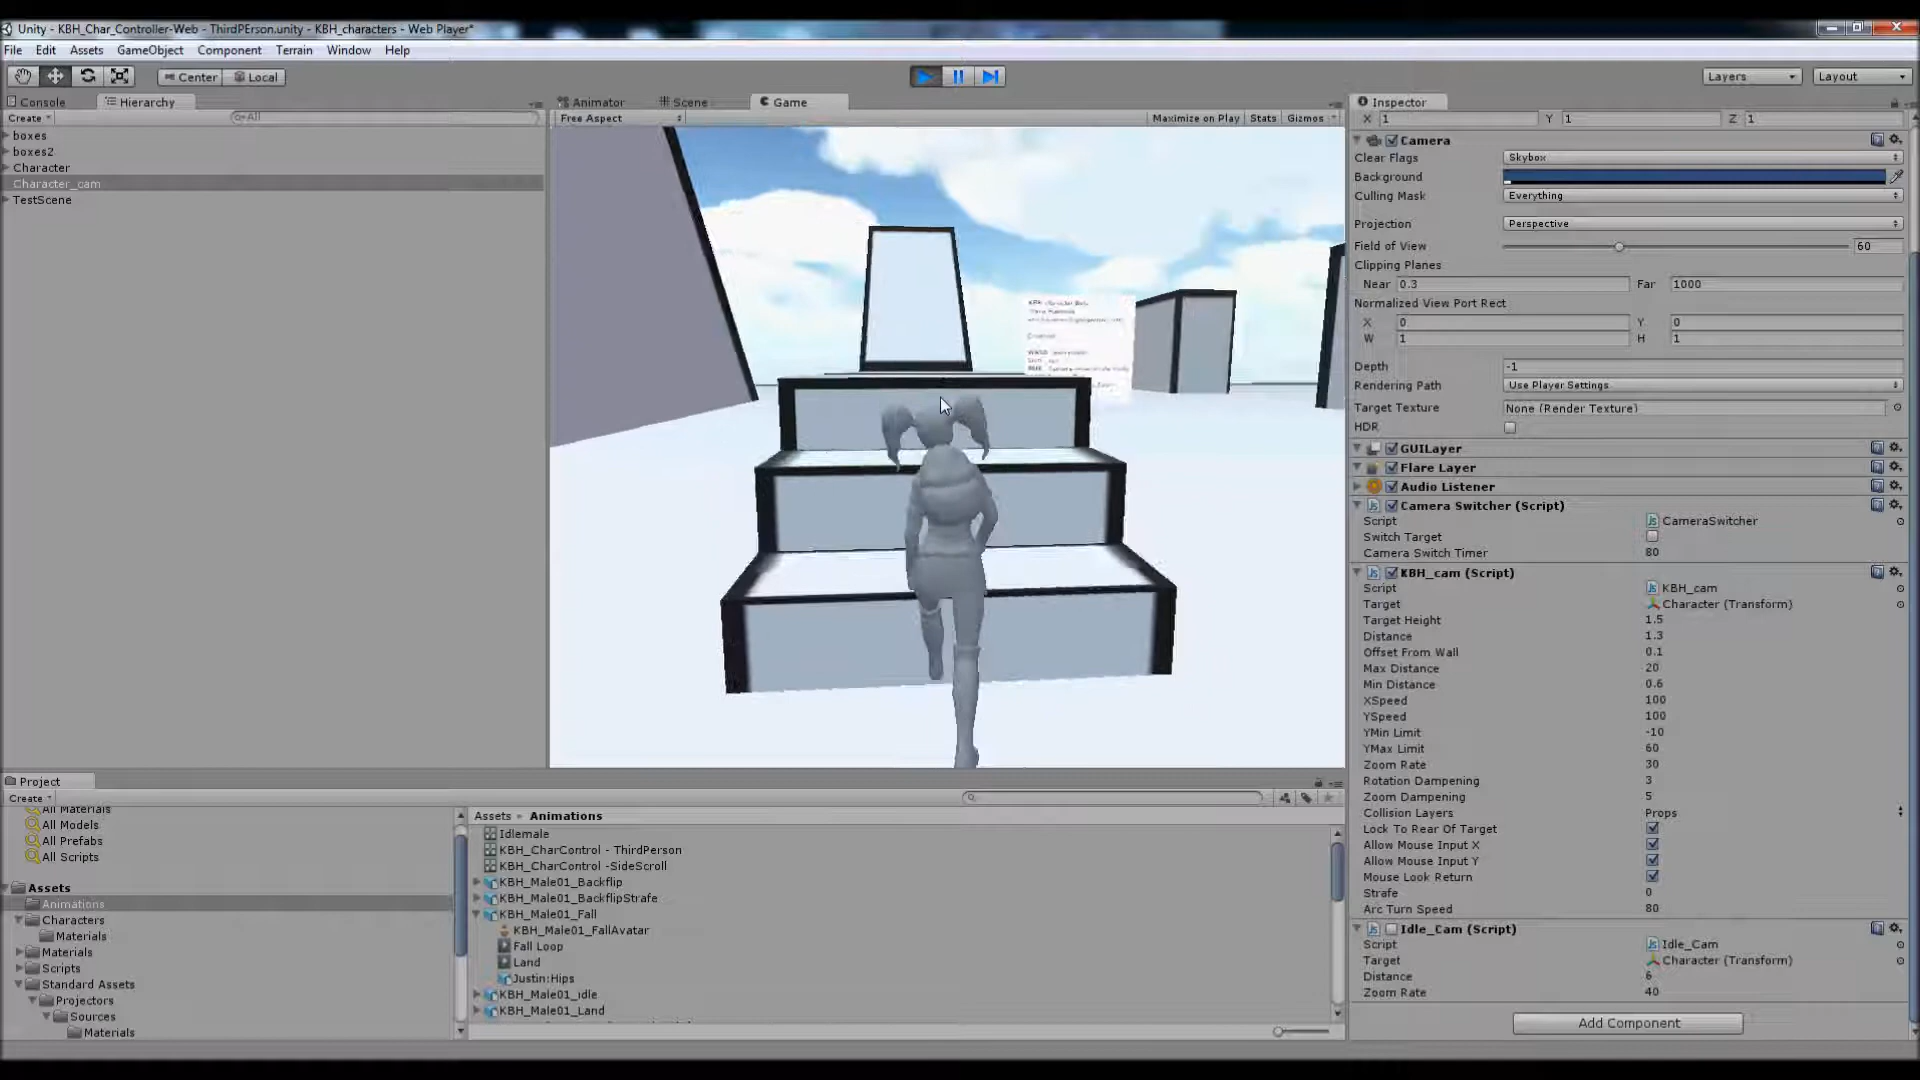 Unity - KBH_Char_Controller-Web - ThirdPErson.unity - KBH_characters - Web Player*
File Edit Assets GameObject Component Terrain Window Help
Center Local
Layers Layout
Console Hierarchy
Create All
boxes
boxes2
Character
Character_cam
TestScene
Animator Scene Game
Free Aspect Maximize on Play Stats Gizmos
WASD
Inspector
X 1 Y 1 Z 1
Camera
Clear Flags Skybox
Background
Culling Mask Everything
Projection Perspective
Field of View 60
Clipping Planes
Near 0.3 Far 1000
Normalized View Port Rect
X 0 Y 0
W 1 H 1
Depth -1
Rendering Path Use Player Settings
Target Texture None (Render Texture)
HDR
GUILayer
Flare Layer
Audio Listener
Camera Switcher (Script)
Script CameraSwitcher
Switch Target
Camera Switch Timer 80
KBH_cam (Script)
Script KBH_cam
Target Character (Transform)
Target Height 1.5
Distance 1.3
Offset From Wall 0.1
Max Distance 20
Min Distance 0.6
XSpeed 100
YSpeed 100
YMin Limit -10
YMax Limit 60
Zoom Rate 30
Rotation Dampening 3
Zoom Dampening 5
Collision Layers Props
Lock To Rear Of Target
Allow Mouse Input X
Allow Mouse Input Y
Mouse Look Return
Strafe 0
Arc Turn Speed 80
Idle_Cam (Script)
Script Idle_Cam
Target Character (Transform)
Distance 6
Zoom Rate 40
Add Component
Project
Create
All Materials
All Models
All Prefabs
All Scripts
Assets
Animations
Characters
Materials
Materials
Scripts
Standard Assets
Projectors
Sources
Materials
Assets Animations
Idlemale
KBH_CharControl - ThirdPerson
KBH_CharControl -SideScroll
KBH_Male01_Backflip
KBH_Male01_BackflipStrafe
KBH_Male01_Fall
KBH_Male01_FallAvatar
Fall Loop
Land
Justin:Hips
KBH_Male01_idle
KBH_Male01_Land